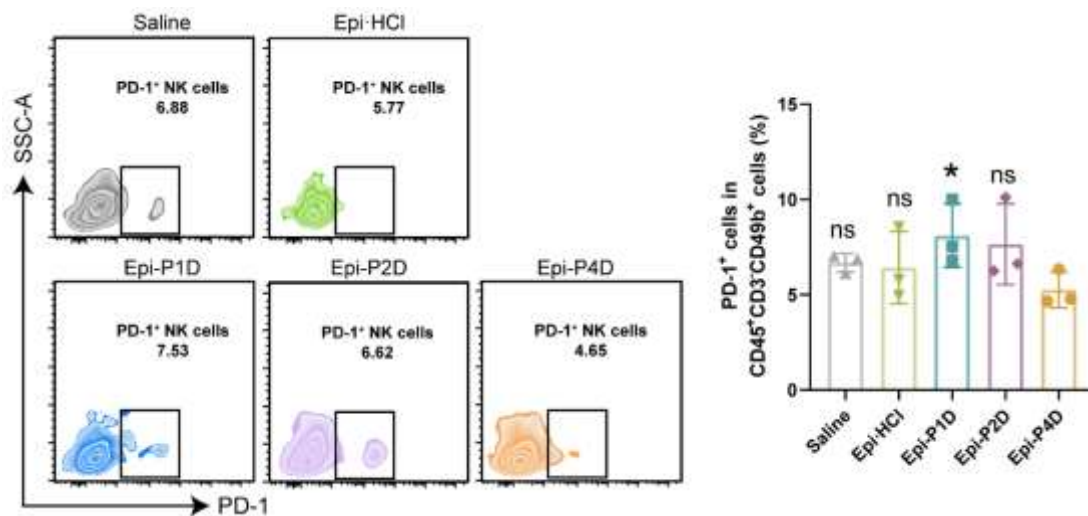 Saline
Epi·HCl
PD-1⁺ NK cells
6.88
PD-1⁺ NK cells
5.77
SSC-A
Epi-P1D
Epi-P2D
Epi-P4D
PD-1⁺ NK cells
7.53
PD-1⁺ NK cells
6.62
PD-1⁺ NK cells
4.65
PD-1
PD-1⁺ cells in
CD45⁺CD3⁻CD49b⁺ cells (%)
15
10
5
0
ns
ns
*
ns
Saline
Epi·HCl
Epi-P1D
Epi-P2D
Epi-P4D